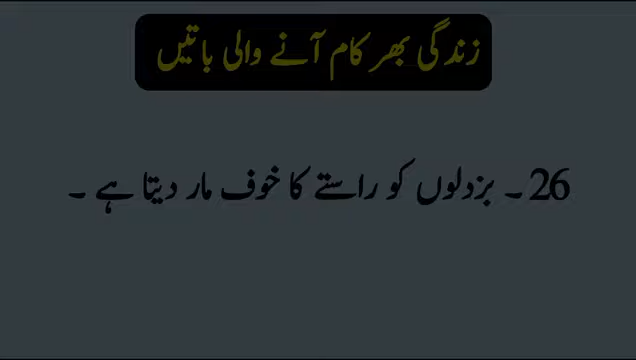 زندگی بھر کام آنے والی باتیں
26۔ بزدلوں کو راستے کا خوف مار دیتا ہے ۔